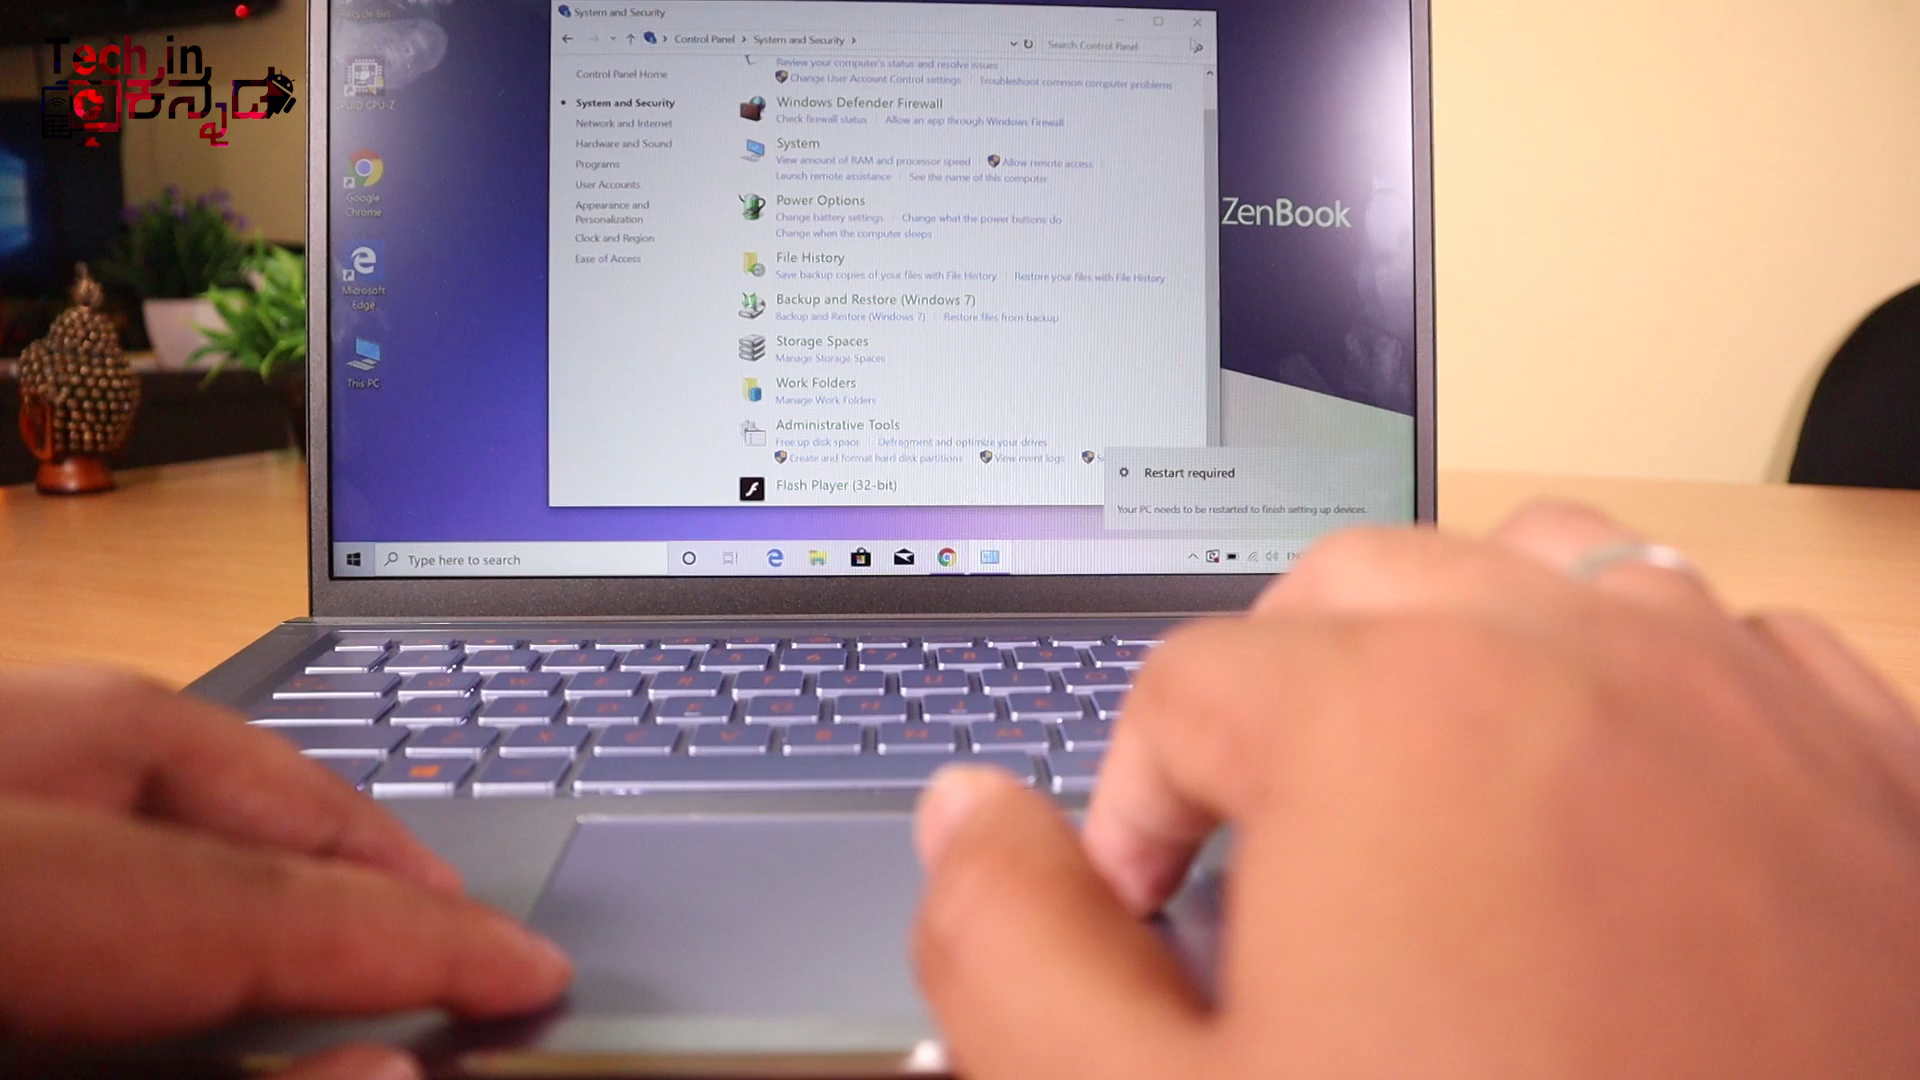 Tech in
ಕನ್ನಡ
Recycle Bin
CPUID CPU-Z
Google
Chrome
Microsoft
Edge
This PC
System and Security
Control Panel > System and Security >
Search Control Panel
Control Panel Home
System and Security
Network and Internet
Hardware and Sound
Programs
User Accounts
Appearance and
Personalization
Clock and Region
Ease of Access
Review your computer's status and resolve issues
Change User Account Control settings Troubleshoot common computer problems
Windows Defender Firewall
Check firewall status Allow an app through Windows Firewall
System
View amount of RAM and processor speed Allow remote access
Launch remote assistance See the name of this computer
Power Options
Change battery settings Change what the power buttons do
Change when the computer sleeps
File History
Save backup copies of your files with File History Restore your files with File History
Backup and Restore (Windows 7)
Backup and Restore (Windows 7) Restore files from backup
Storage Spaces
Manage Storage Spaces
Work Folders
Manage Work Folders
Administrative Tools
Free up disk space Defragment and optimize your drives
Create and format hard disk partitions View event logs
Flash Player (32-bit)
ZenBook
Restart required
Your PC needs to be restarted to finish setting up devices.
Type here to search